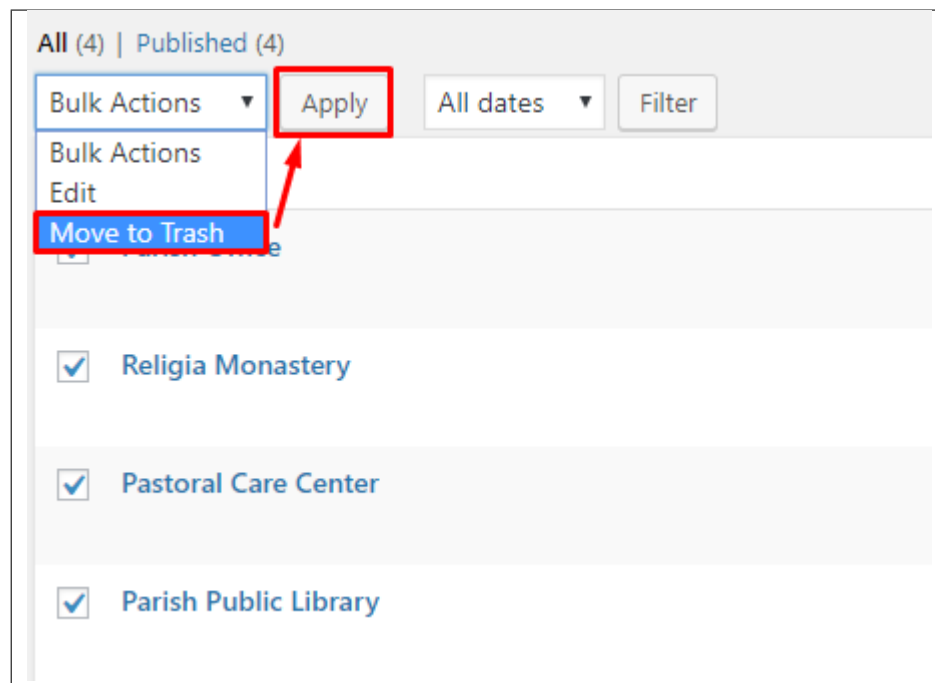 All (4) | Published (4)
Bulk Actions Apply All dates Filter
Bulk Actions
Edit
Move to Trash
Religia Monastery
Pastoral Care Center
Parish Public Library